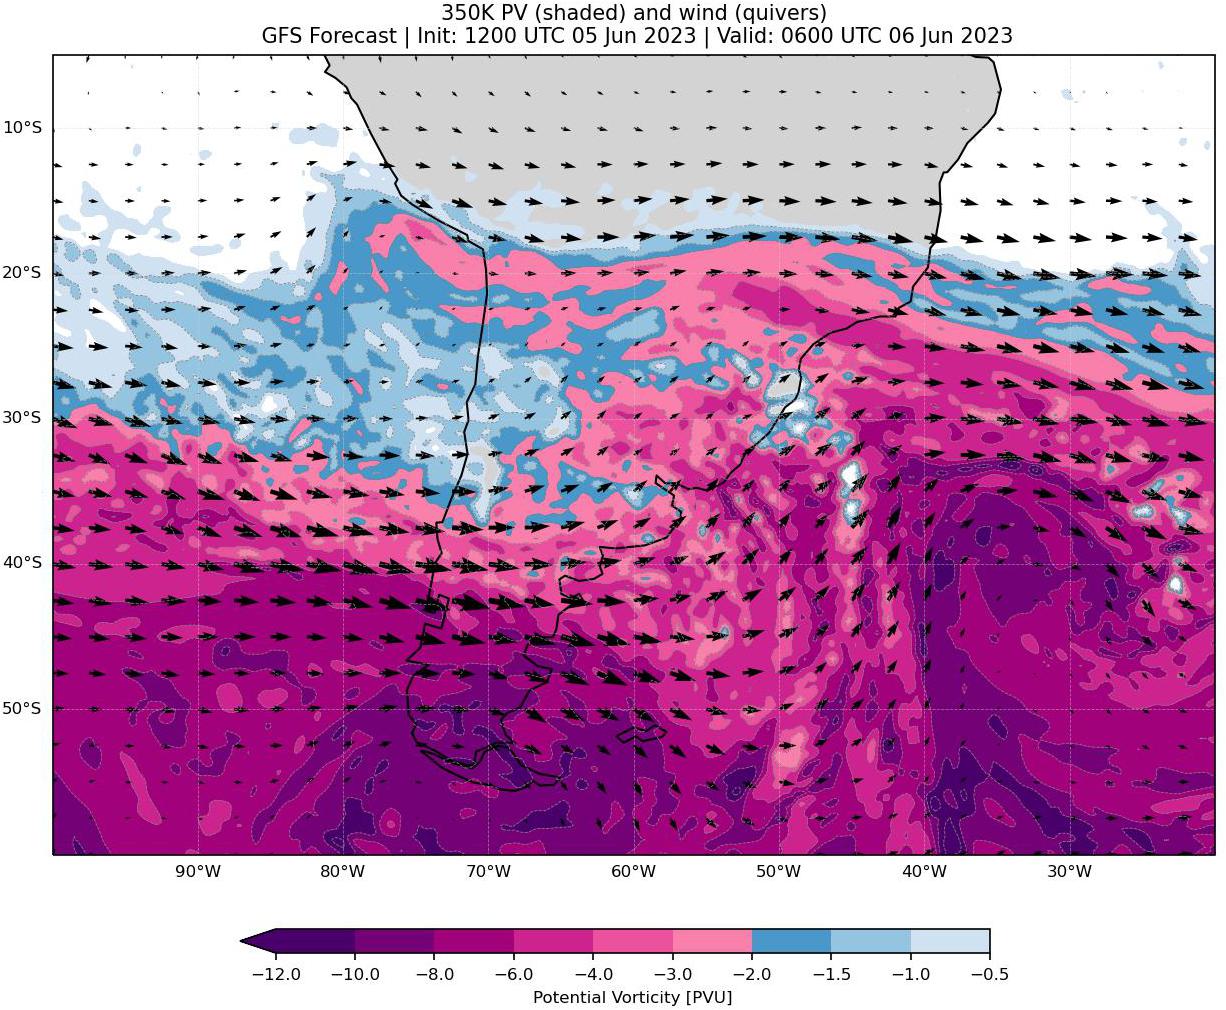 350K PV (shaded) and wind (quivers)
GFS Forecast | Init: 1200 UTC 05 Jun 2023 | Valid: 0600 UTC 06 Jun 2023
10°S
20°S
30°S
40°S
50°S
90°W 80°W 70°W 60°W 50°W 40°W 30°W
−12.0 −10.0 −8.0 −6.0 −4.0 −3.0 −2.0 −1.5 −1.0 −0.5
Potential Vorticity [PVU]